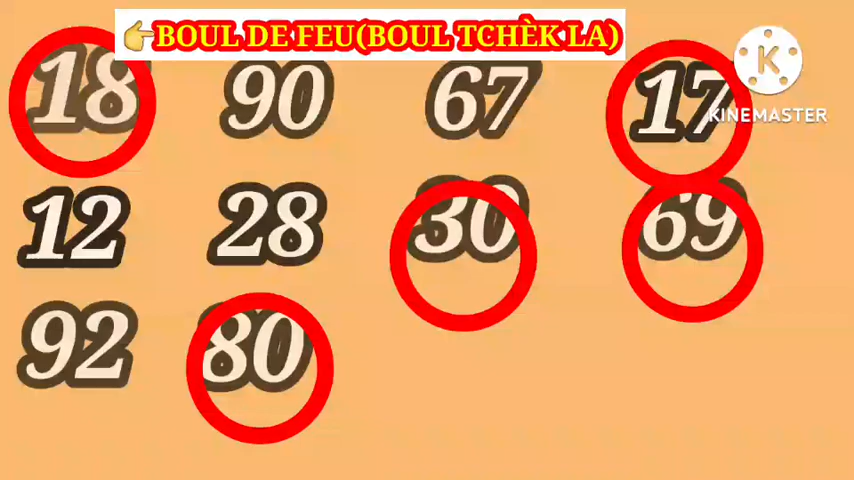 👉BOUL DE FEU(BOUL TCHÈK LA)
18 90 67 17
12 28 30 69
92 80
K
KINEMASTER